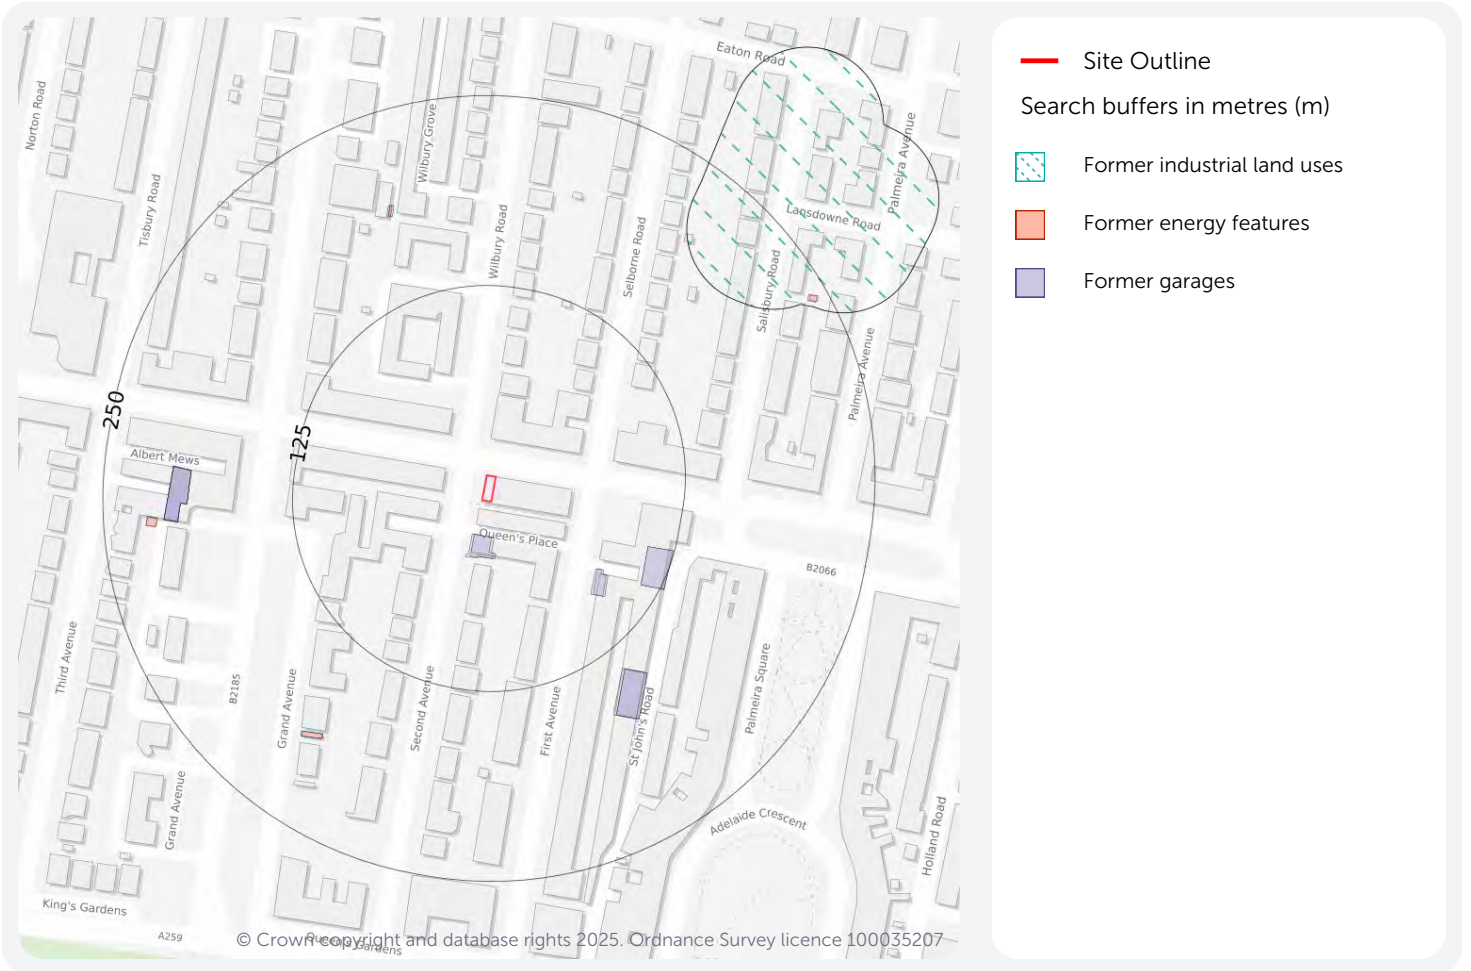 Eaton Road
Norton Road
Wilbury Grove
Palmeira Avenue
Tisbury Road
Lansdowne Road
Wilbury Road
Selborne Road
Salisbury Road
Palmeira Avenue
250
125
Albert Mews
Queen's Place
B2066
Third Avenue
B2185
Grand Avenue
Second Avenue
First Avenue
St John's Road
Palmeira Square
Grand Avenue
Adelaide Crescent
Holland Road
King's Gardens
A259
Queen's Gardens
© Crown copyright and database rights 2025. Ordnance Survey licence 100035207
Site Outline
Search buffers in metres (m)
Former industrial land uses
Former energy features
Former garages